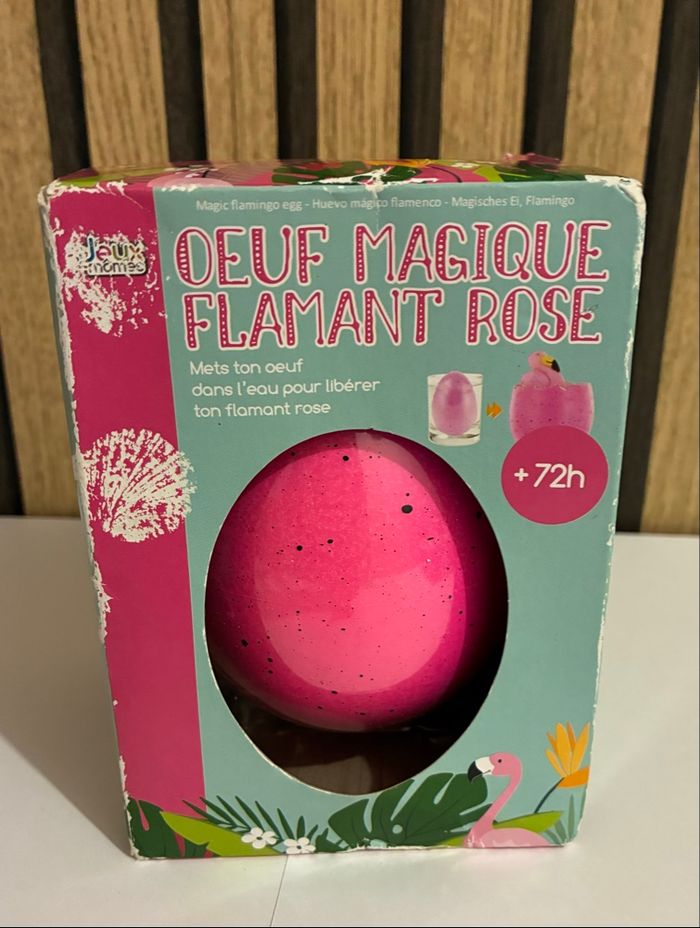 Magic flamingo egg - Huevo mágico flamenco - Magisches Ei, Flamingo
Jeux
2mômes
OEUF MAGIQUE
FLAMANT ROSE
Mets ton oeuf
dans l'eau pour libérer
ton flamant rose
+72h